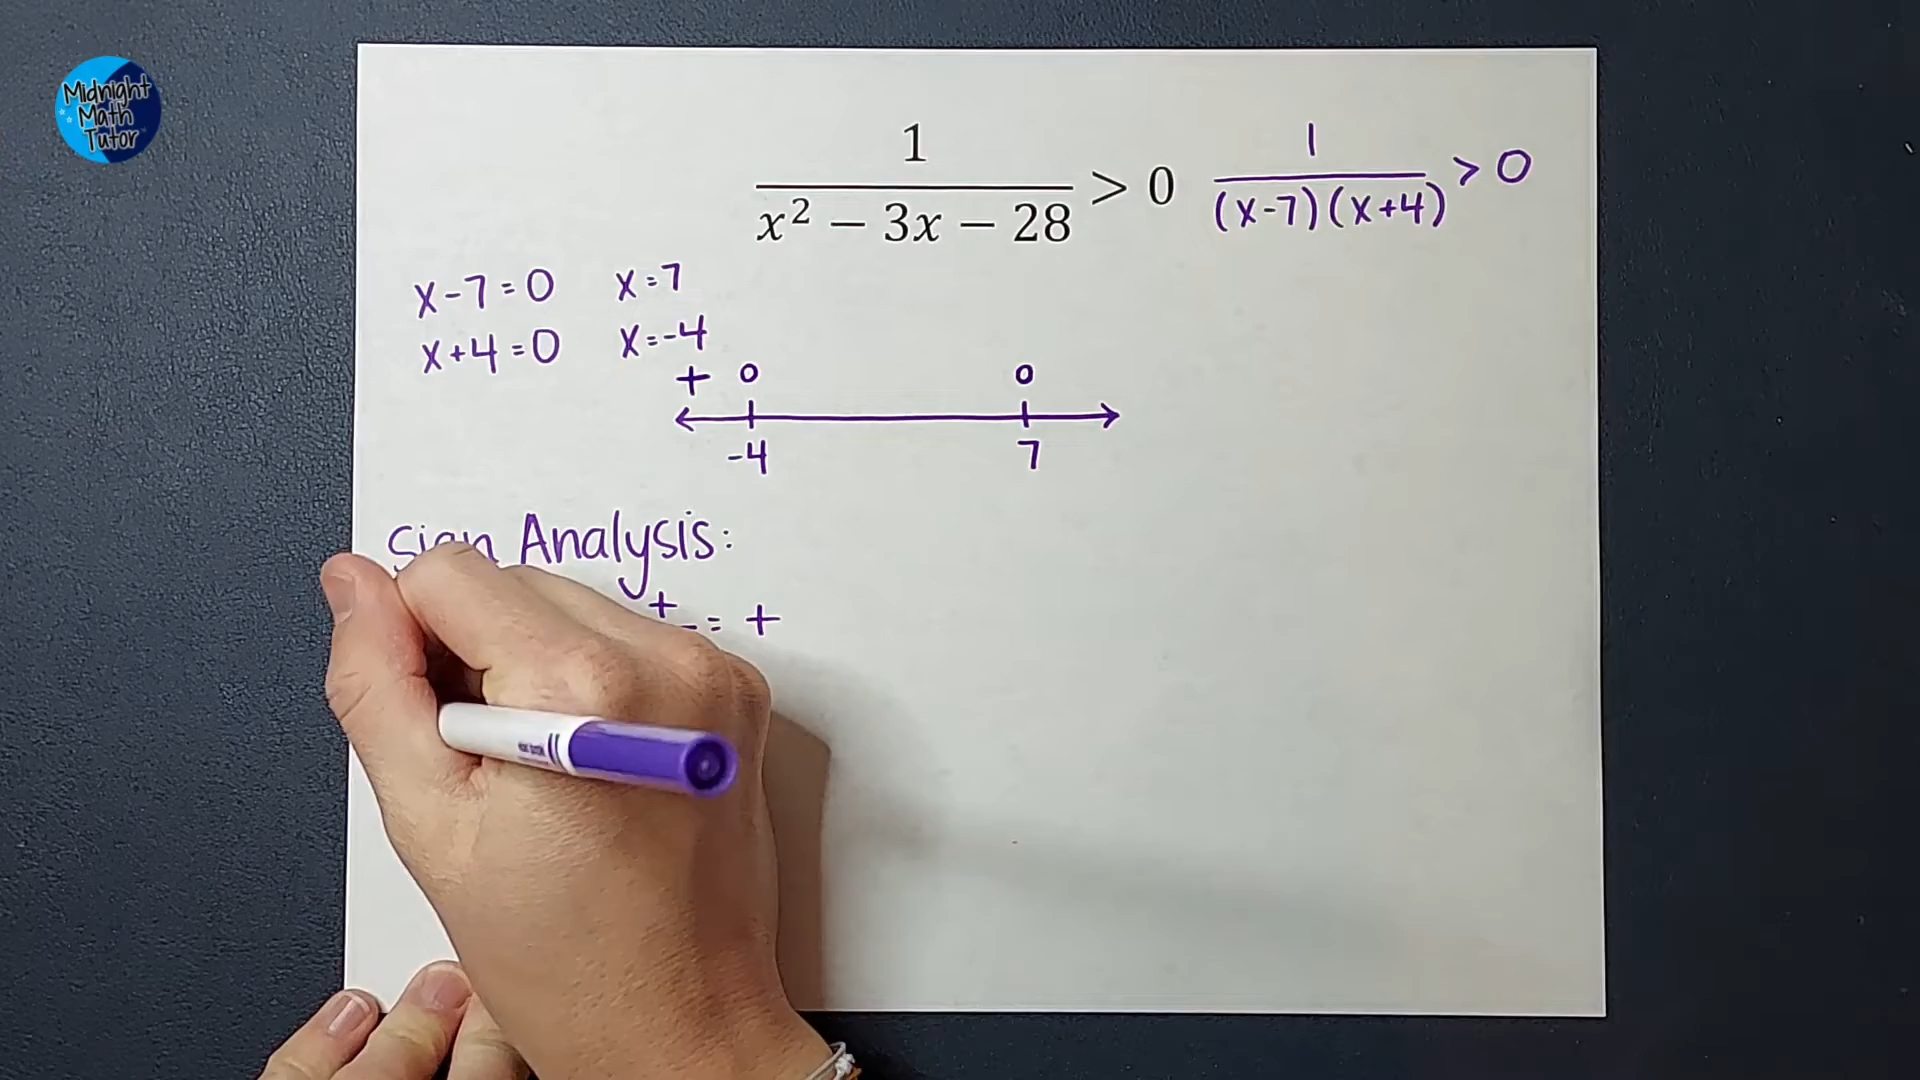 Midnight
Math
Tutor
1
x² − 3x − 28
> 0
1
(x-7)(x+4)
> 0
x-7=0 x=7
x+4=0 x=-4
+ o o
-4 7
Sign Analysis:
+
= +